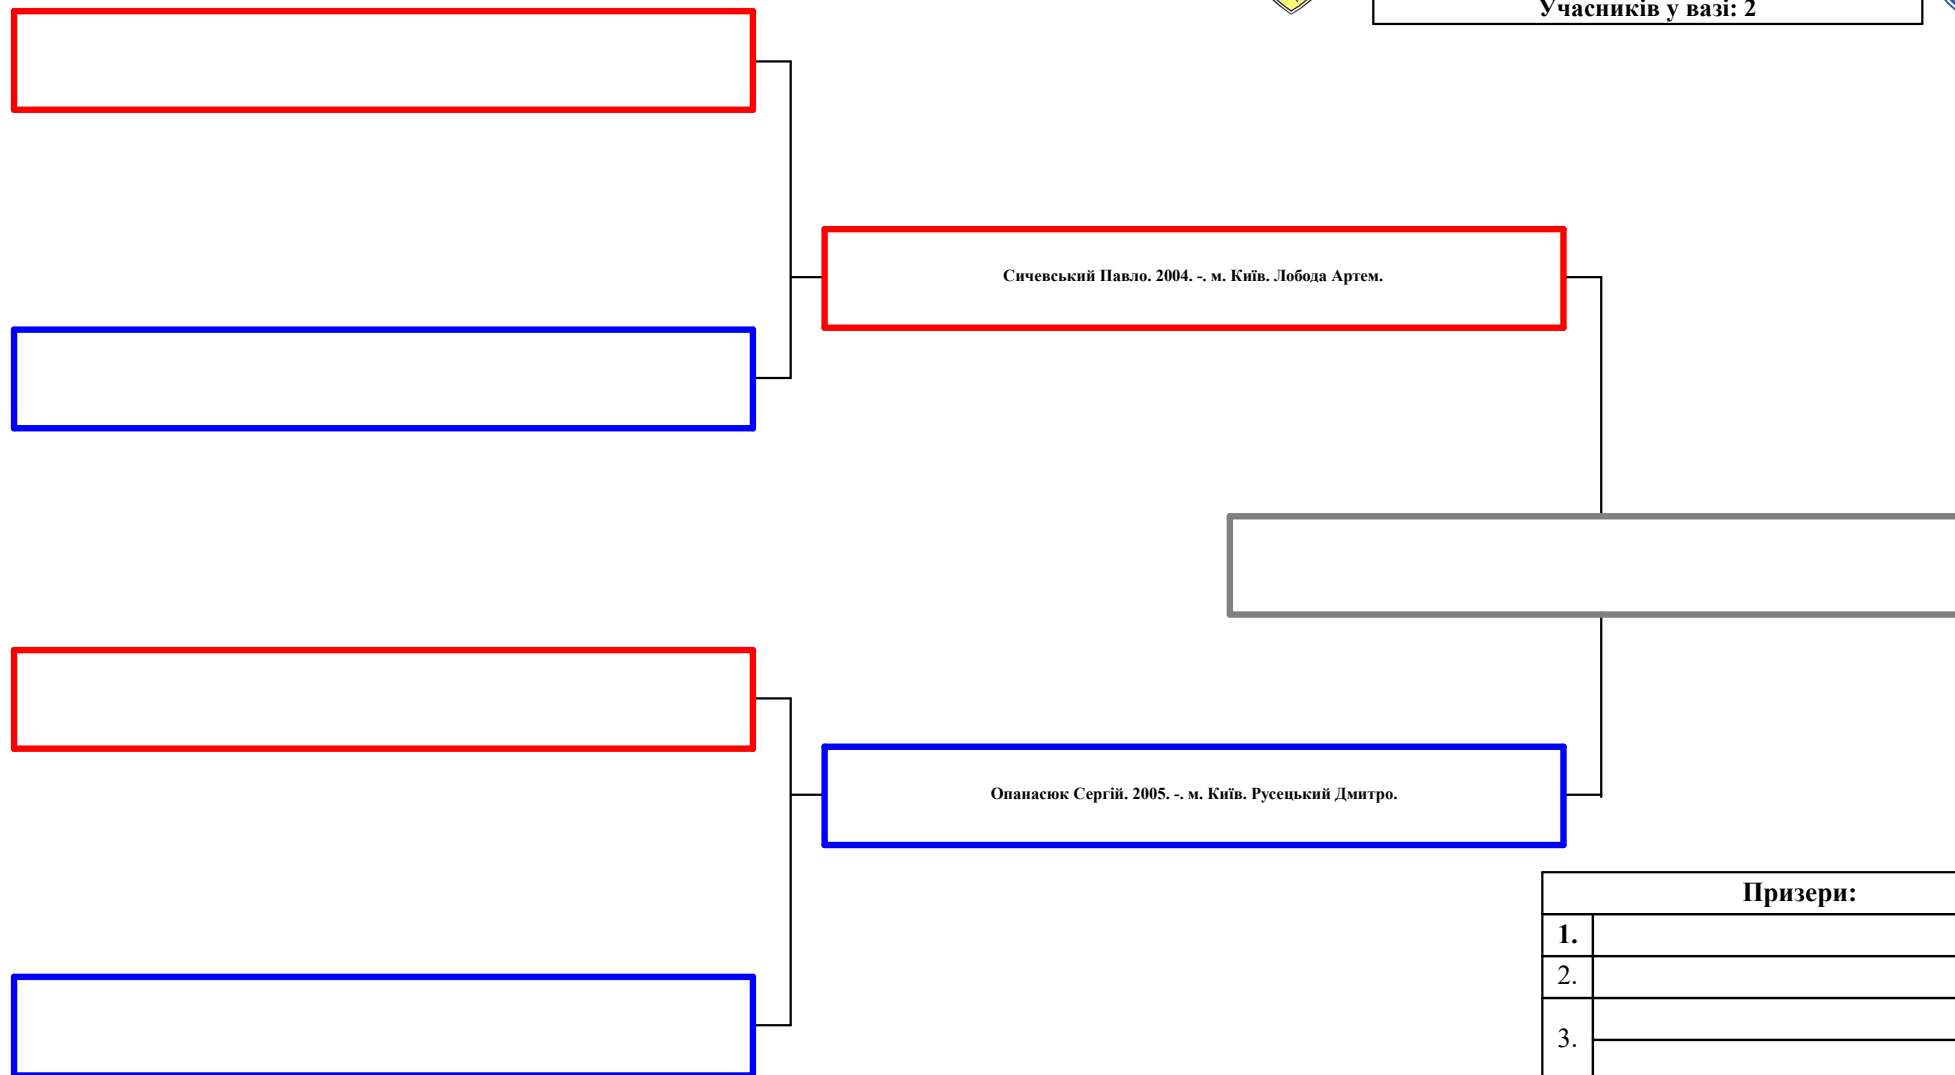 Учасників у вазі: 2
Сичевський Павло. 2004. -. м. Київ. Лобода Артем.
Опанасюк Сергій. 2005. -. м. Київ. Русецький Дмитро.
Призери:
1.
2.
3.